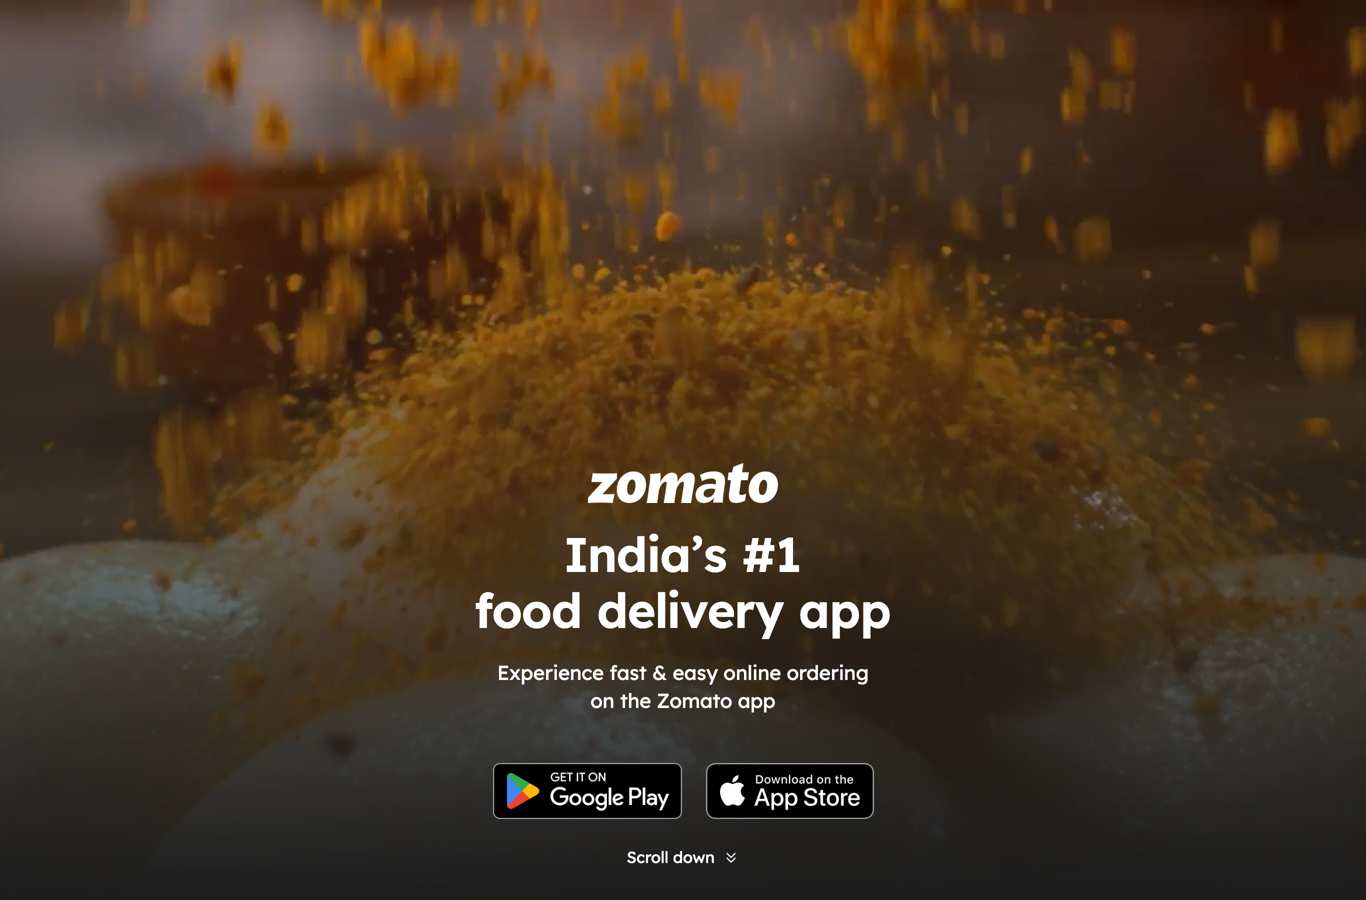 zomato
India’s #1
food delivery app
Experience fast & easy online ordering
on the Zomato app
GET IT ON
Google Play
Download on the
App Store
Scroll down